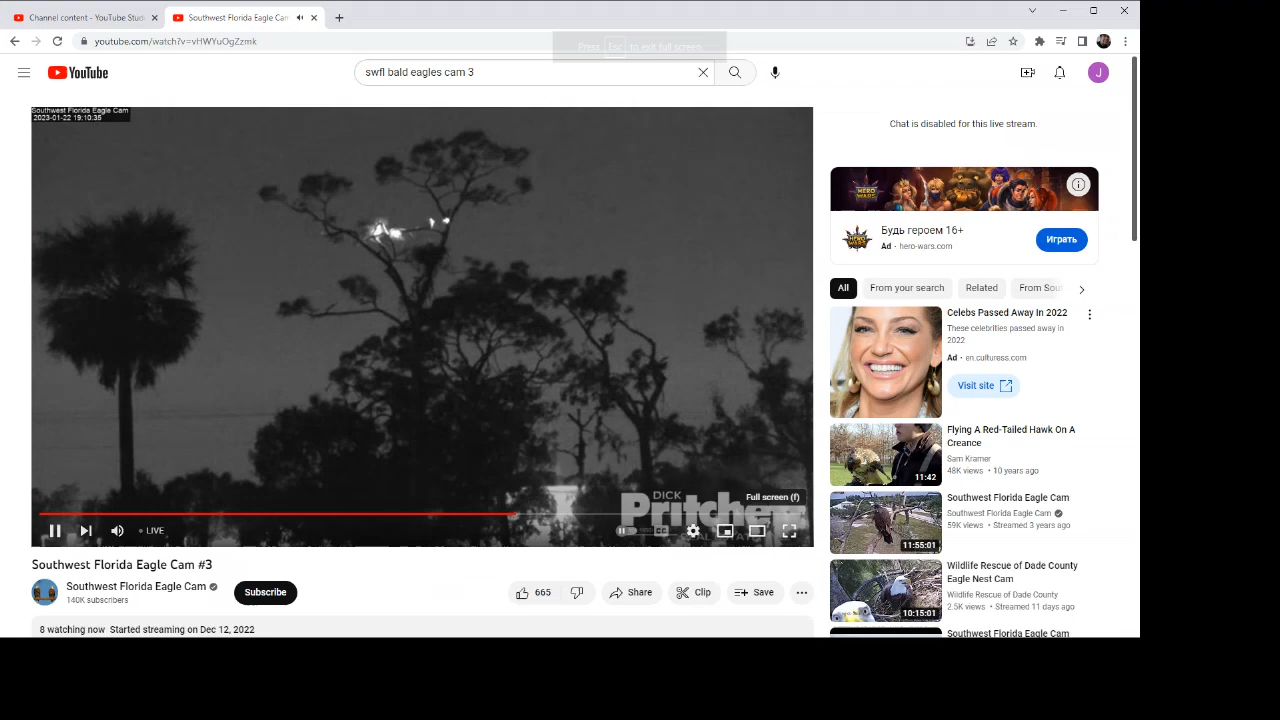 Channel content - YouTube Studi
Southwest Florida Eagle Cam
youtube.com/watch?v=vHWYuOgZzmk
Press Esc to exit full screen
YouTube
swfl bald eagles cam 3
J
Southwest Florida Eagle Cam
2023-01-22 19:10:35
Chat is disabled for this live stream.
HERO WARS
HERO WARS
Будь героем 16+
Ad · hero-wars.com
Играть
All
From your search
Related
From Sou
Celebs Passed Away In 2022
These celebrities passed away in
2022
Ad · en.culturess.com
Visit site
Flying A Red-Tailed Hawk On A
Creance
Sam Kramer
48K views • 10 years ago
11:42
Southwest Florida Eagle Cam
Southwest Florida Eagle Cam
59K views • Streamed 3 years ago
11:55:01
Wildlife Rescue of Dade County
Eagle Nest Cam
Wildlife Rescue of Dade County
2.5K views • Streamed 11 days ago
10:15:01
Southwest Florida Eagle Cam
DICK
Pritchet
Full screen (f)
CC
• LIVE
Southwest Florida Eagle Cam #3
Southwest Florida Eagle Cam
140K subscribers
Subscribe
665
Share
Clip
Save
8 watching now Started streaming on Dec 12, 2022